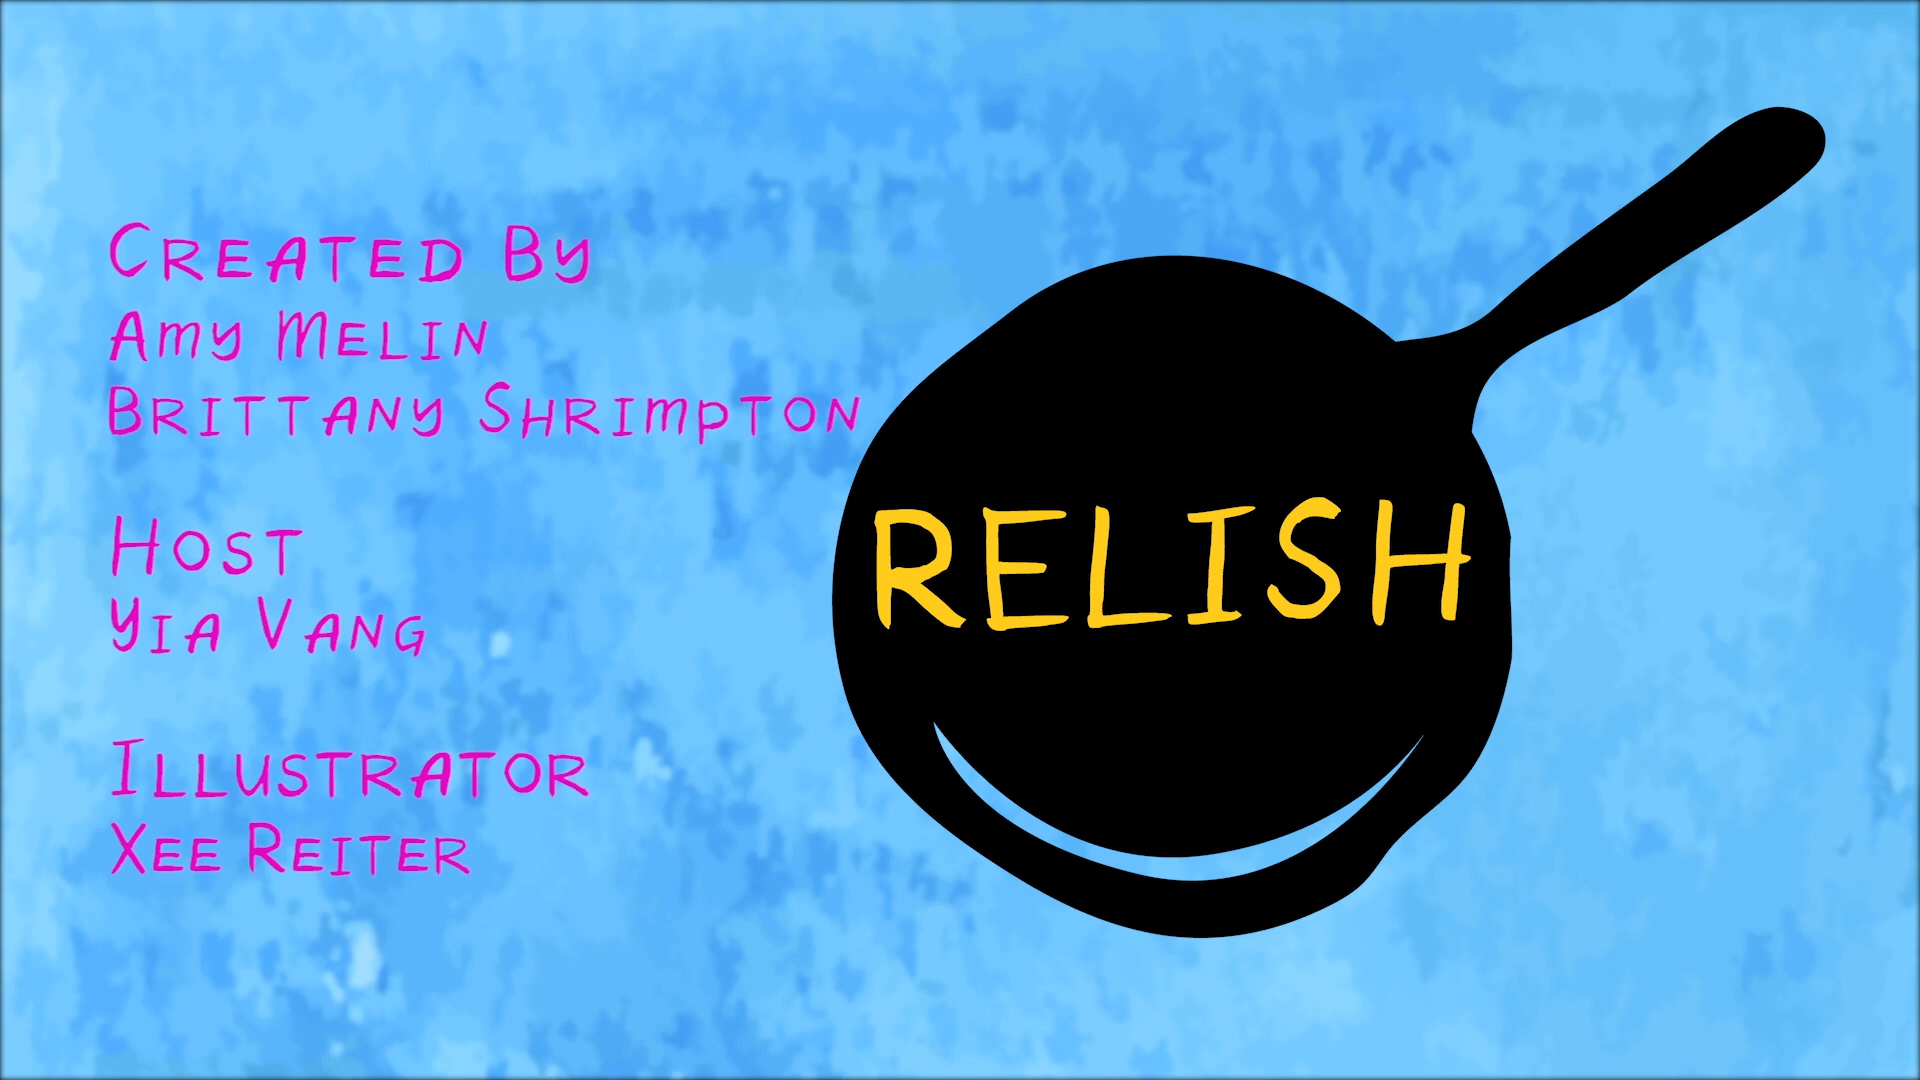 Created By
Amy Melin
Brittany Shrimpton
Host
Yia Vang
Illustrator
Xee Reiter
RELISH